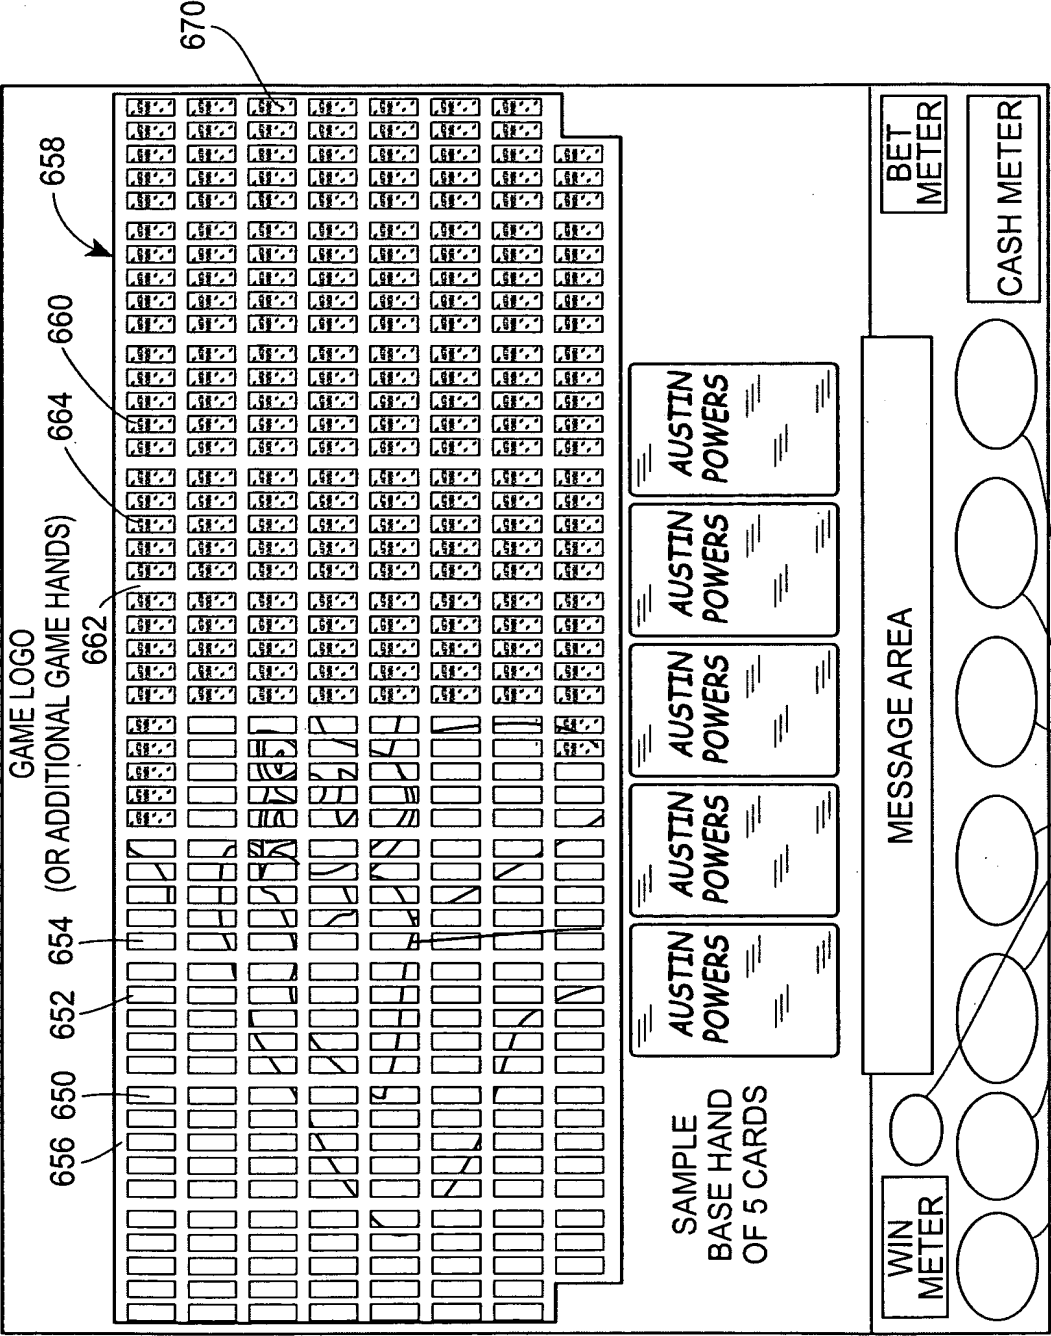 GAME LOGO
(OR ADDITIONAL GAME HANDS)
656
650
652
654
662
664
660
658
670
SAMPLE
BASE HAND
OF 5 CARDS
AUSTIN
POWERS
AUSTIN
POWERS
AUSTIN
POWERS
AUSTIN
POWERS
AUSTIN
POWERS
WIN
METER
MESSAGE AREA
BET
METER
CASH METER